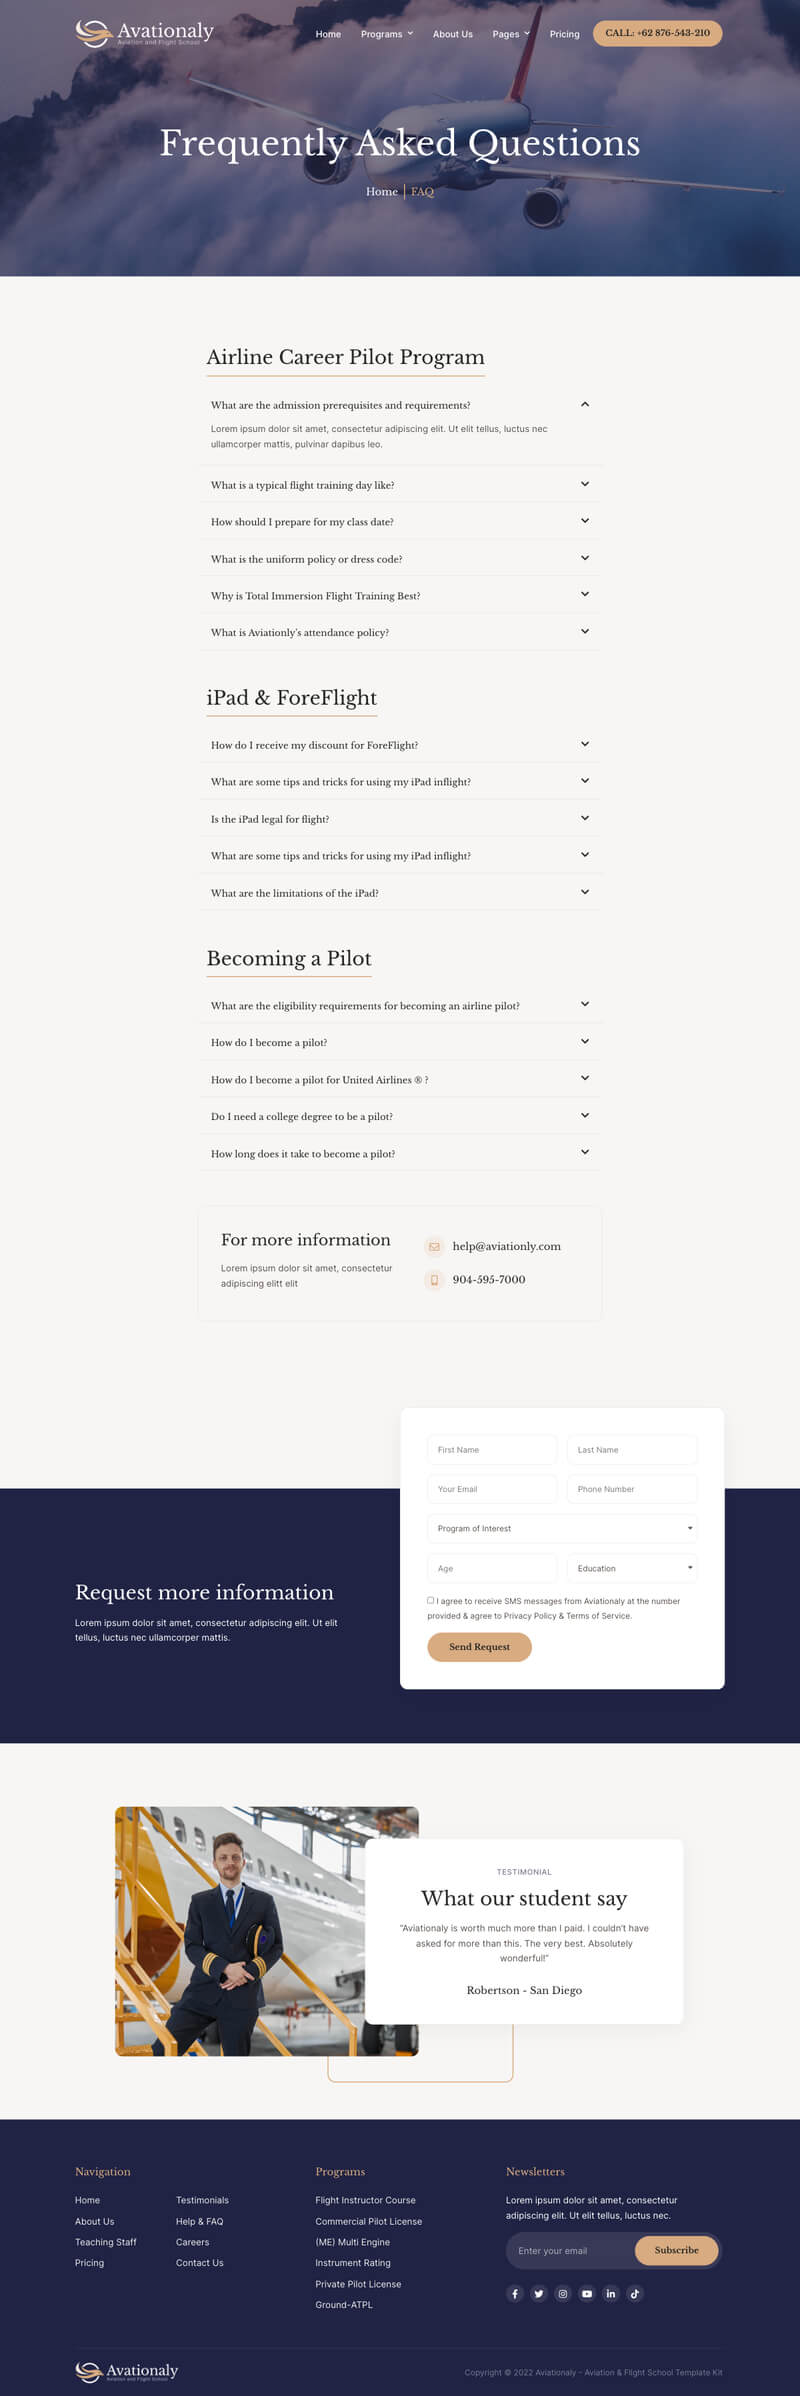 Avationaly
Aviation and Flight School
Home
Programs
About Us
Pages
Pricing
CALL: +62 876-543-210
Frequently Asked Questions
Home
FAQ
Airline Career Pilot Program
What are the admission prerequisites and requirements?
Lorem ipsum dolor sit amet, consectetur adipiscing elit. Ut elit tellus, luctus nec
ullamcorper mattis, pulvinar dapibus leo.
What is a typical flight training day like?
How should I prepare for my class date?
What is the uniform policy or dress code?
Why is Total Immersion Flight Training Best?
What is Aviationly's attendance policy?
iPad & ForeFlight
How do I receive my discount for ForeFlight?
What are some tips and tricks for using my iPad inflight?
Is the iPad legal for flight?
What are some tips and tricks for using my iPad inflight?
What are the limitations of the iPad?
Becoming a Pilot
What are the eligibility requirements for becoming an airline pilot?
How do I become a pilot?
How do I become a pilot for United Airlines ® ?
Do I need a college degree to be a pilot?
How long does it take to become a pilot?
For more information
Lorem ipsum dolor sit amet, consectetur
adipiscing elitt elit
help@aviationly.com
904-595-7000
First Name
Last Name
Your Email
Phone Number
Program of Interest
Age
Education
I agree to receive SMS messages from Aviationaly at the number
provided & agree to Privacy Policy & Terms of Service.
Send Request
Request more information
Lorem ipsum dolor sit amet, consectetur adipiscing elit. Ut elit
tellus, luctus nec ullamcorper mattis.
TESTIMONIAL
What our student say
"Aviationaly is worth much more than I paid. I couldn't have
asked for more than this. The very best. Absolutely
wonderful!"
Robertson - San Diego
Navigation
Home
About Us
Teaching Staff
Pricing
Testimonials
Help & FAQ
Careers
Contact Us
Programs
Flight Instructor Course
Commercial Pilot License
(ME) Multi Engine
Instrument Rating
Private Pilot License
Ground-ATPL
Newsletters
Lorem ipsum dolor sit amet, consectetur
adipiscing elit. Ut elit tellus, luctus nec.
Enter your email
Subscribe
Avationaly
Aviation and Flight School
Copyright © 2022 Aviationaly - Aviation & Flight School Template Kit